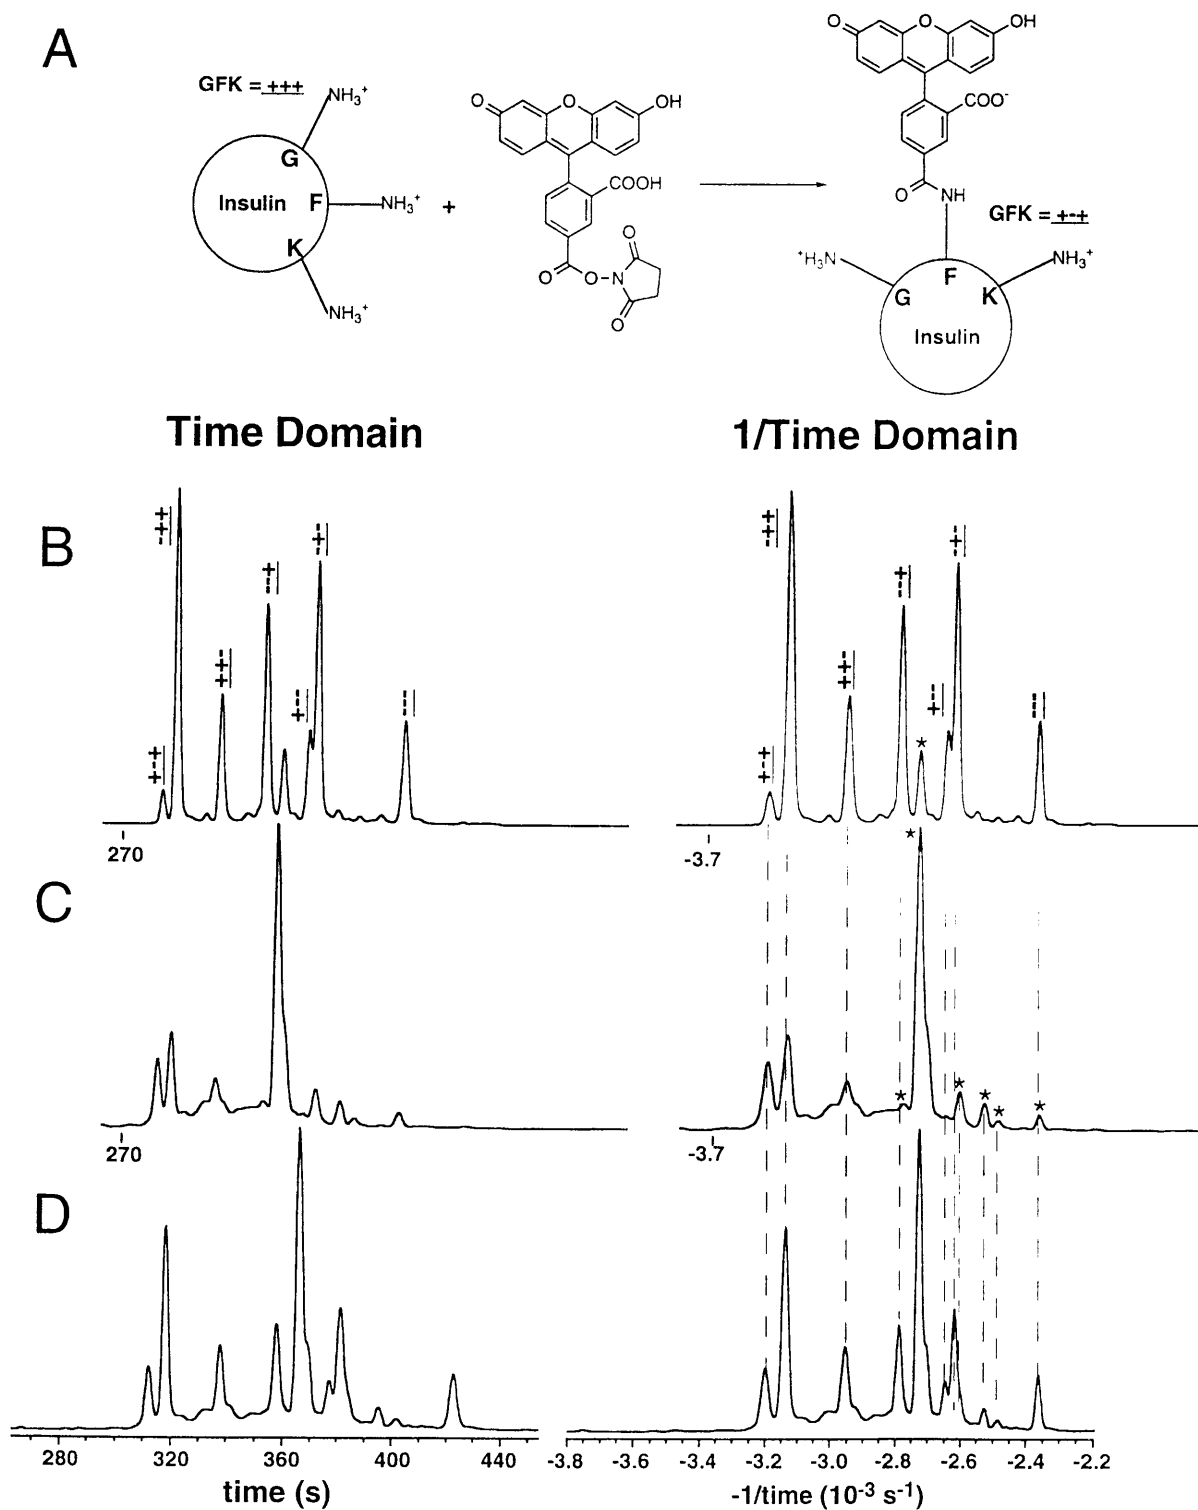 A
GFK = +++
NH3+
G
Insulin F NH3+
K
NH3+
+
O O OH
COOH
O O-N O
O
O O OH
COO-
O NH
GFK = +-+
+H3N NH3+
G F K
Insulin
Time Domain 1/Time Domain
B
++-
+-+
-++
--+
+--
-+-
---
++-
+-+
-++
--+
*
+--
-+-
---
270 -3.7
C
*
* * * * *
270 -3.7
D
280 320 360 400 440
time (s)
-3.8 -3.6 -3.4 -3.2 -3.0 -2.8 -2.6 -2.4 -2.2
-1/time (10-3 s-1)